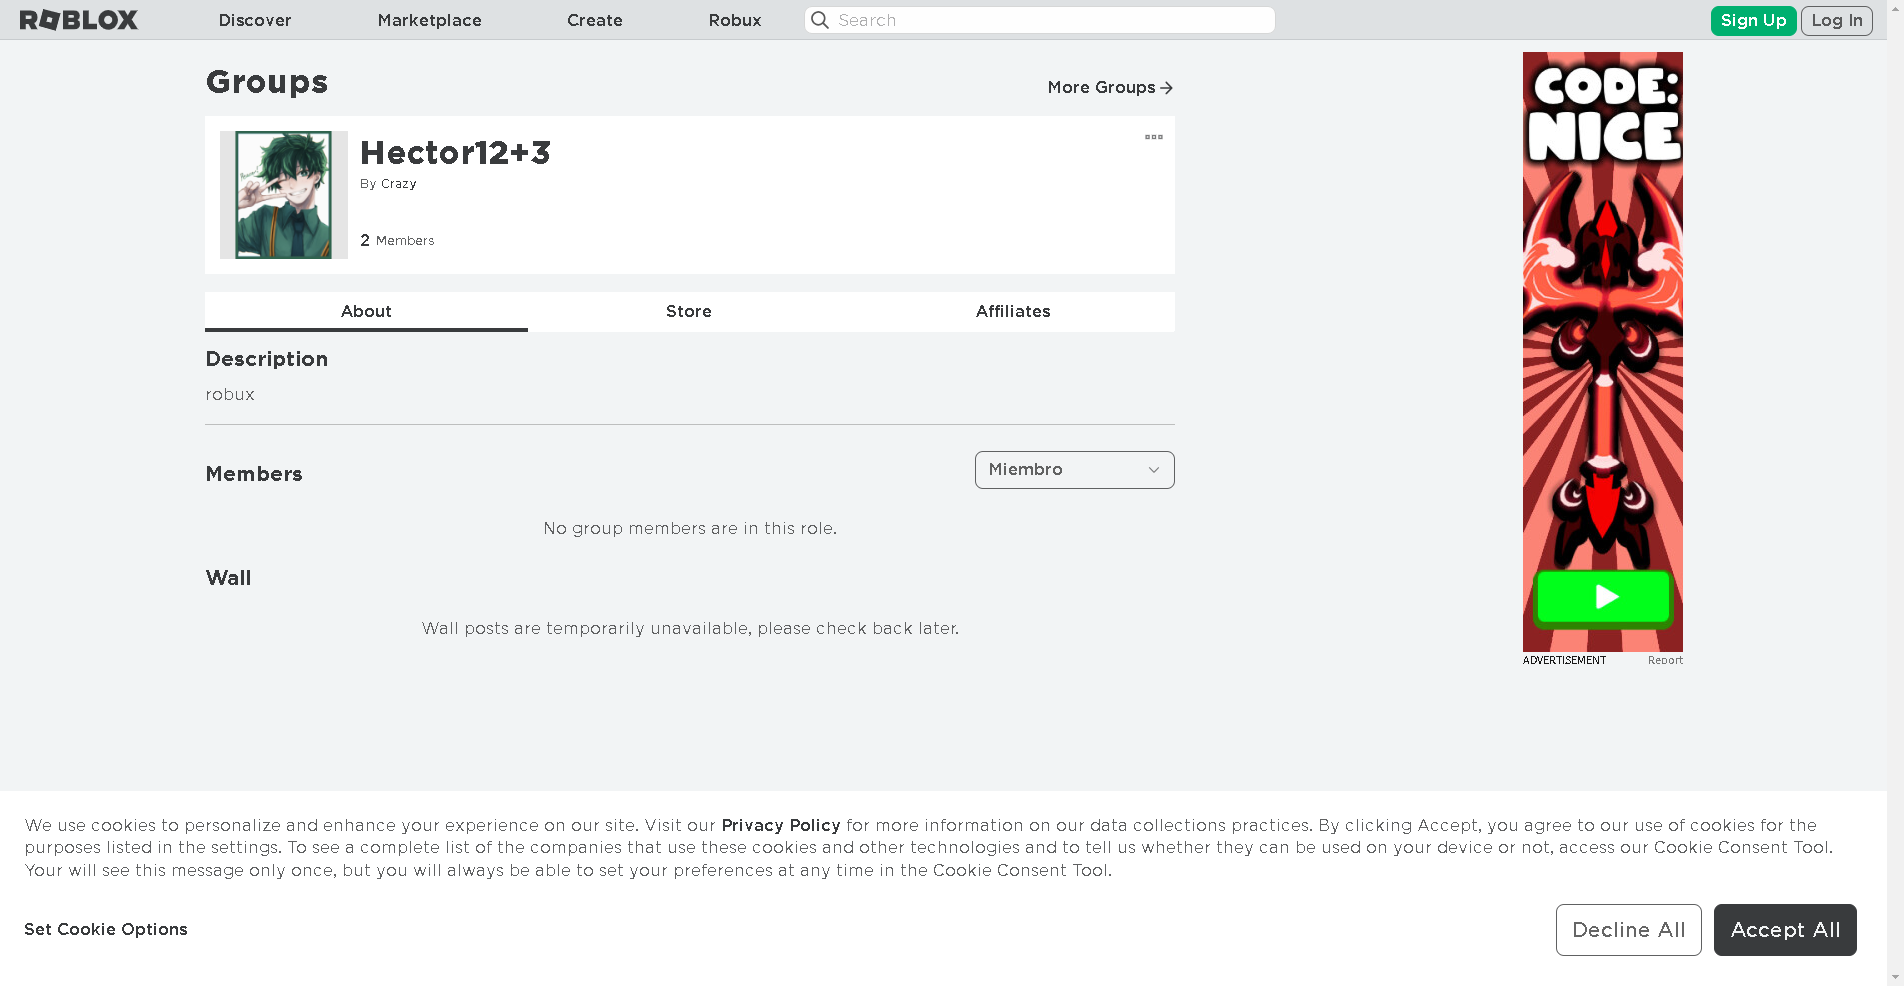 ROBLOX
Discover
Marketplace
Create
Robux
Search
Sign Up
Log In
Groups
More Groups
Hector12+3
By Crazy
2 Members
About
Store
Affiliates
Description
robux
Members
Miembro
No group members are in this role.
Wall
Wall posts are temporarily unavailable, please check back later.
CODE:
NICE
ADVERTISEMENT
Report
We use cookies to personalize and enhance your experience on our site. Visit our Privacy Policy for more information on our data collections practices. By clicking Accept, you agree to our use of cookies for the
purposes listed in the settings. To see a complete list of the companies that use these cookies and other technologies and to tell us whether they can be used on your device or not, access our Cookie Consent Tool.
Your will see this message only once, but you will always be able to set your preferences at any time in the Cookie Consent Tool.
Set Cookie Options
Decline All
Accept All